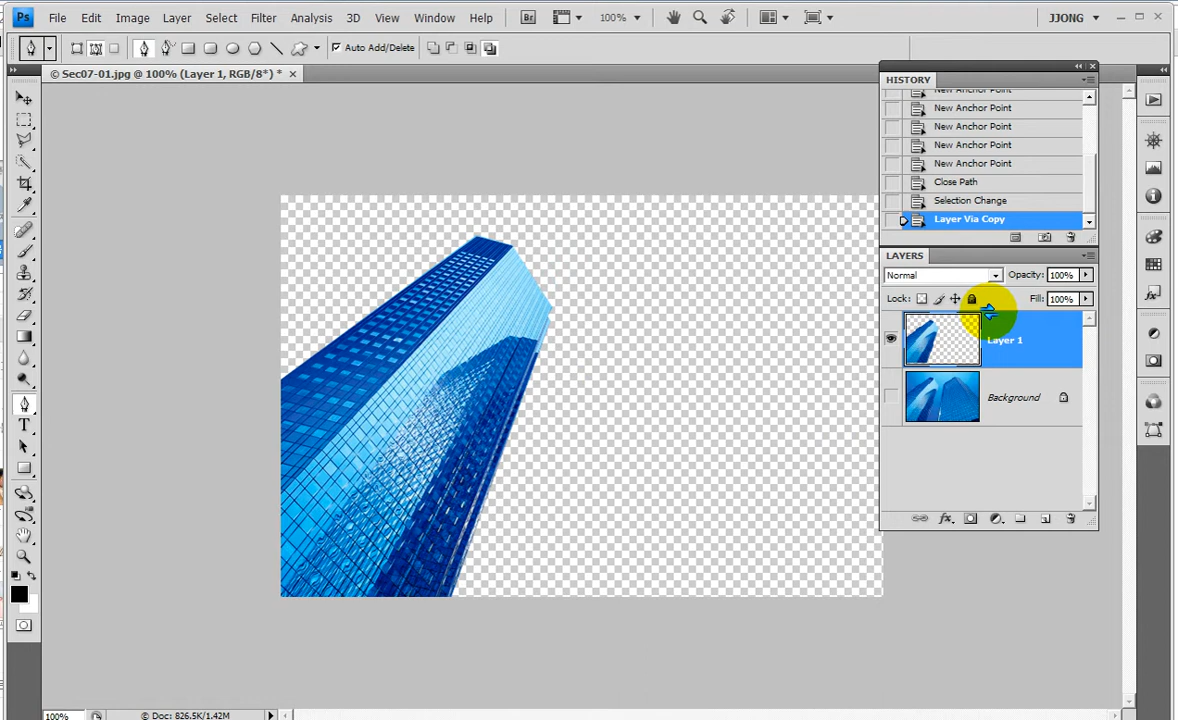 Ps File Edit Image Layer Select Filter Analysis 3D View Window Help Br 100% JJONG
Auto Add/Delete
© Sec07-01.jpg @ 100% (Layer 1, RGB/8*) *
HISTORY
New Anchor Point
New Anchor Point
New Anchor Point
New Anchor Point
New Anchor Point
Close Path
Selection Change
Layer Via Copy
LAYERS
Normal Opacity: 100%
Lock: Fill: 100%
Layer 1
Background
100% © Doc: 826.5K/1.42M